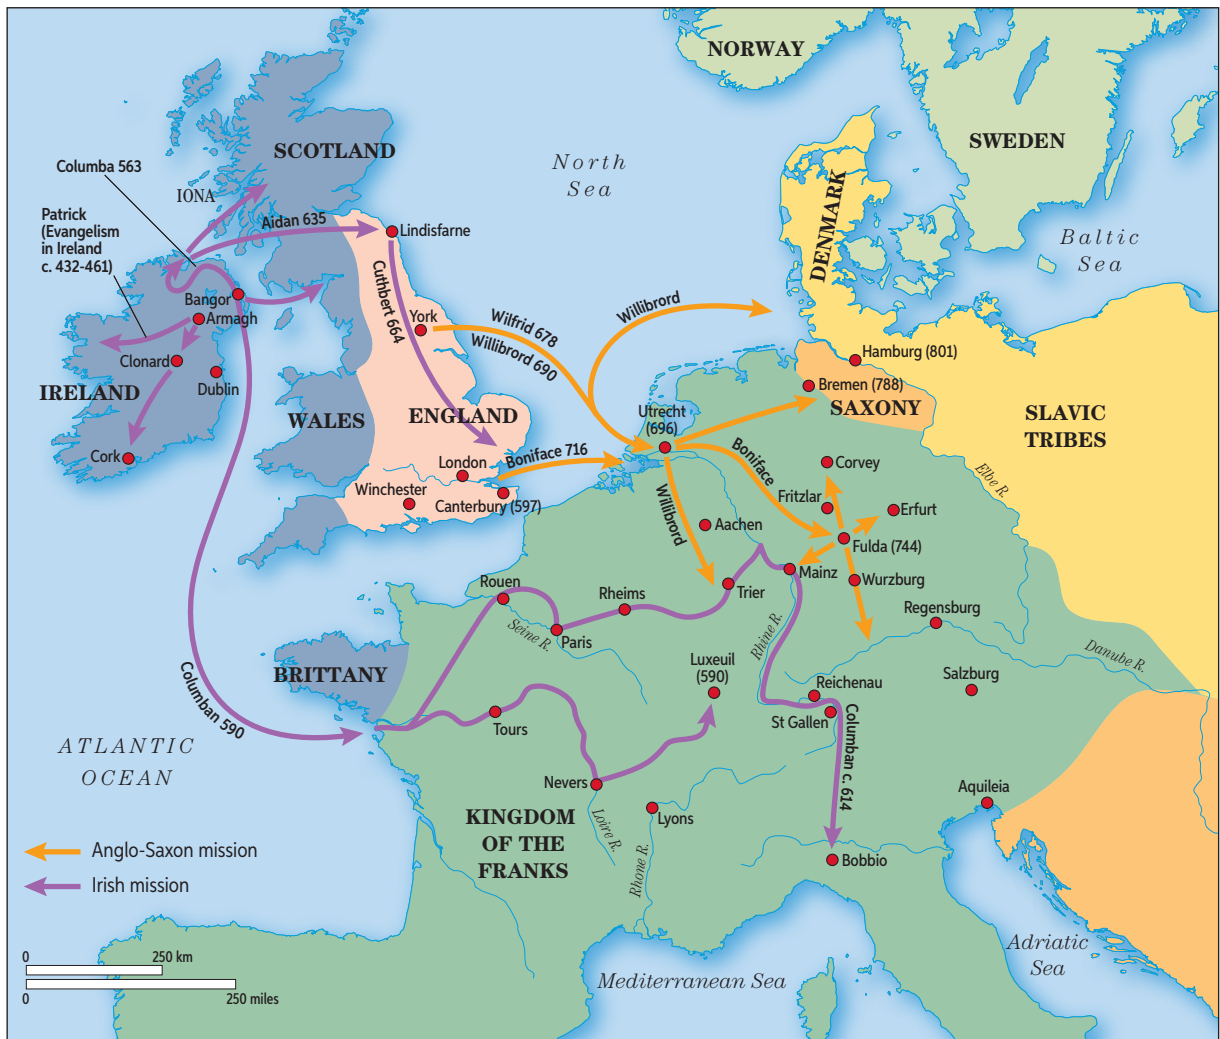 NORWAY
SWEDEN
SCOTLAND
North
Sea
Columba 563
IONA
DENMARK
Patrick
(Evangelism
in Ireland
c. 432-461)
Aidan 635
Lindisfarne
Baltic
Sea
Cuthbert 664
Bangor
Armagh
York
Wilfrid 678
Willibrord 690
Willibrord
Hamburg (801)
Clonard
Dublin
Bremen (788)
IRELAND
WALES
ENGLAND
Utrecht
(696)
SAXONY
SLAVIC
TRIBES
Cork
London
Boniface 716
Boniface
Corvey
Elbe R.
Winchester
Canterbury (597)
Willibrord
Aachen
Fritzlar
Erfurt
Fulda (744)
Mainz
Wurzburg
Rouen
Rheims
Trier
Regensburg
Seine R.
Paris
Rhine R.
Danube R.
BRITTANY
Luxeuil
(590)
Reichenau
Salzburg
Columban 590
Tours
St Gallen
Columban c. 614
ATLANTIC
OCEAN
Nevers
Aquileia
KINGDOM
OF THE
FRANKS
Loire R.
Lyons
Rhone R.
Bobbio
Anglo-Saxon mission
Irish mission
Adriatic
Sea
Mediterranean Sea
0
250 km
0
250 miles